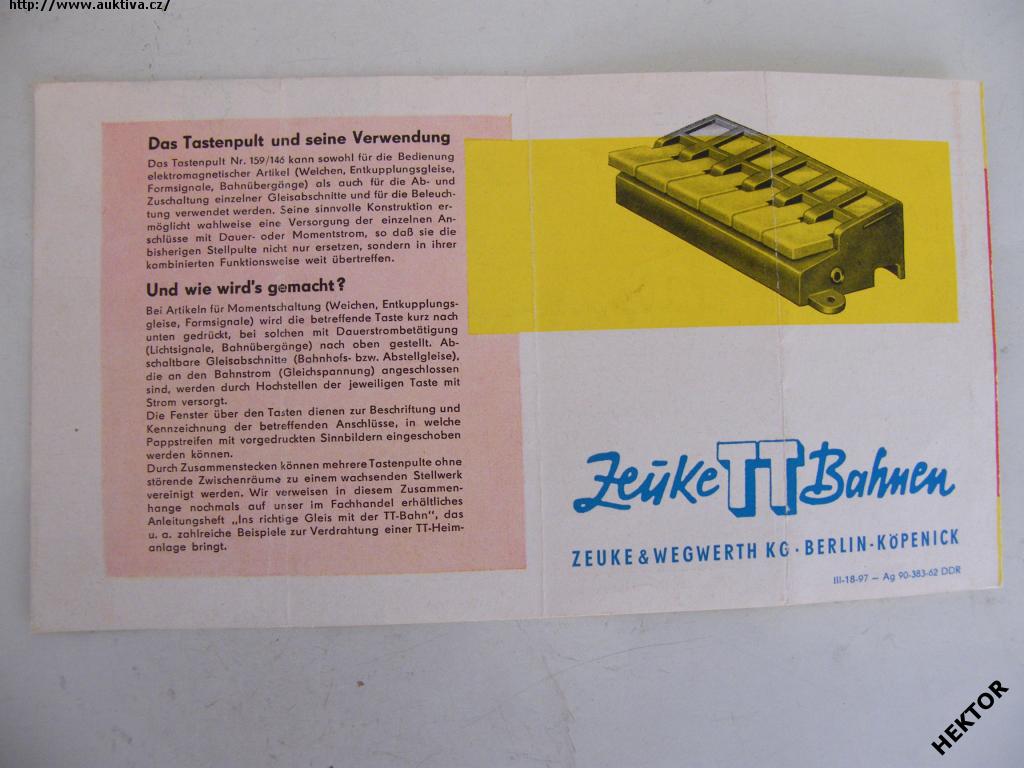 http://www.auktiva.cz/
Das Tastenpult und seine Verwendung
Das Tastenpult Nr. 159/146 kann sowohl für die Bedienung
elektromagnetischer Artikel (Weichen, Entkupplungsgleise,
Formsignale, Bahnübergänge) als auch für die Ab- und
Zuschaltung einzelner Gleisabschnitte und für die Beleuch-
tung verwendet werden. Seine sinnvolle Konstruktion er-
möglicht wahlweise eine Versorgung der einzelnen An-
schlüsse mit Dauer- oder Momentstrom, so daß sie die
bisherigen Stellpulte nicht nur ersetzen, sondern in ihrer
kombinierten Funktionsweise weit übertreffen.
Und wie wird's gemacht?
Bei Artikeln für Momentschaltung (Weichen, Entkupplungs-
gleise, Formsignale) wird die betreffende Taste kurz nach
unten gedrückt, bei solchen mit Dauerstrombetätigung
(Lichtsignale, Bahnübergänge) nach oben gestellt. Ab-
schaltbare Gleisabschnitte (Bahnhofs- bzw. Abstellgleise),
die an den Bahnstrom (Gleichspannung) angeschlossen
sind, werden durch Hochstellen der jeweiligen Taste mit
Strom versorgt.
Die Fenster über den Tasten dienen zur Beschriftung und
Kennzeichnung der betreffenden Anschlüsse, in welche
Pappstreifen mit vorgedruckten Sinnbildern eingeschoben
werden können.
Durch Zusammenstecken können mehrere Tastenpulte ohne
störende Zwischenräume zu einem wachsenden Stellwerk
vereinigt werden. Wir verweisen in diesem Zusammen-
hange nochmals auf unser im Fachhandel erhältliches
Anleitungsheft „Ins richtige Gleis mit der TT-Bahn", das
u. a. zahlreiche Beispiele zur Verdrahtung einer TT-Heim-
anlage bringt.
Zeuke TT Bahnen
ZEUKE & WEGWERTH KG · BERLIN-KÖPENICK
III-18-97 — Ag 90-383-62 DDR
HEKTOR